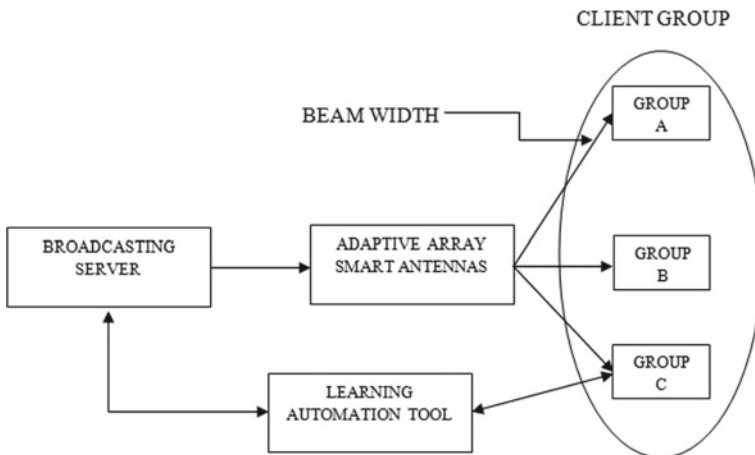 CLIENT GROUP
GROUP
A
BEAM WIDTH
BROADCASTING
SERVER
ADAPTIVE ARRAY
SMART ANTENNAS
GROUP
B
GROUP
C
LEARNING
AUTOMATION TOOL